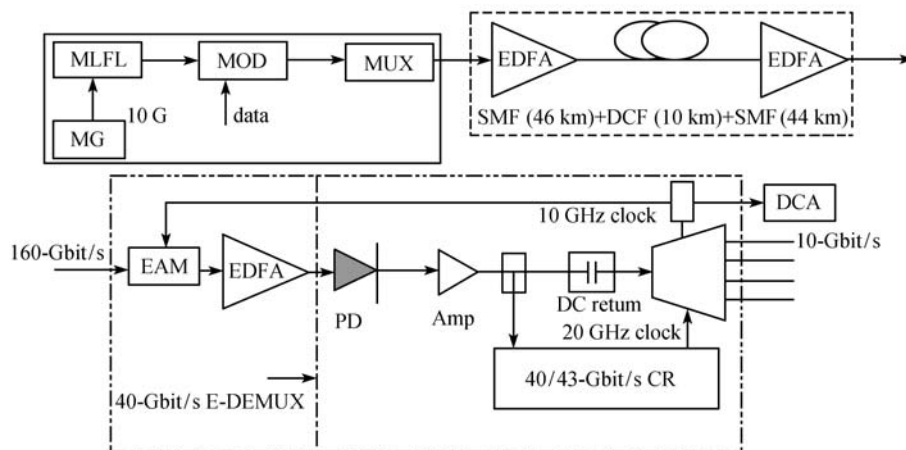 MLFL
MOD
MUX
10 G
data
MG
EDFA
EDFA
SMF (46 km)+DCF (10 km)+SMF (44 km)
160-Gbit/s
EAM
EDFA
PD
Amp
DC retum
10 GHz clock
20 GHz clock
DCA
10-Gbit/s
40/43-Gbit/s CR
40-Gbit/s E-DEMUX